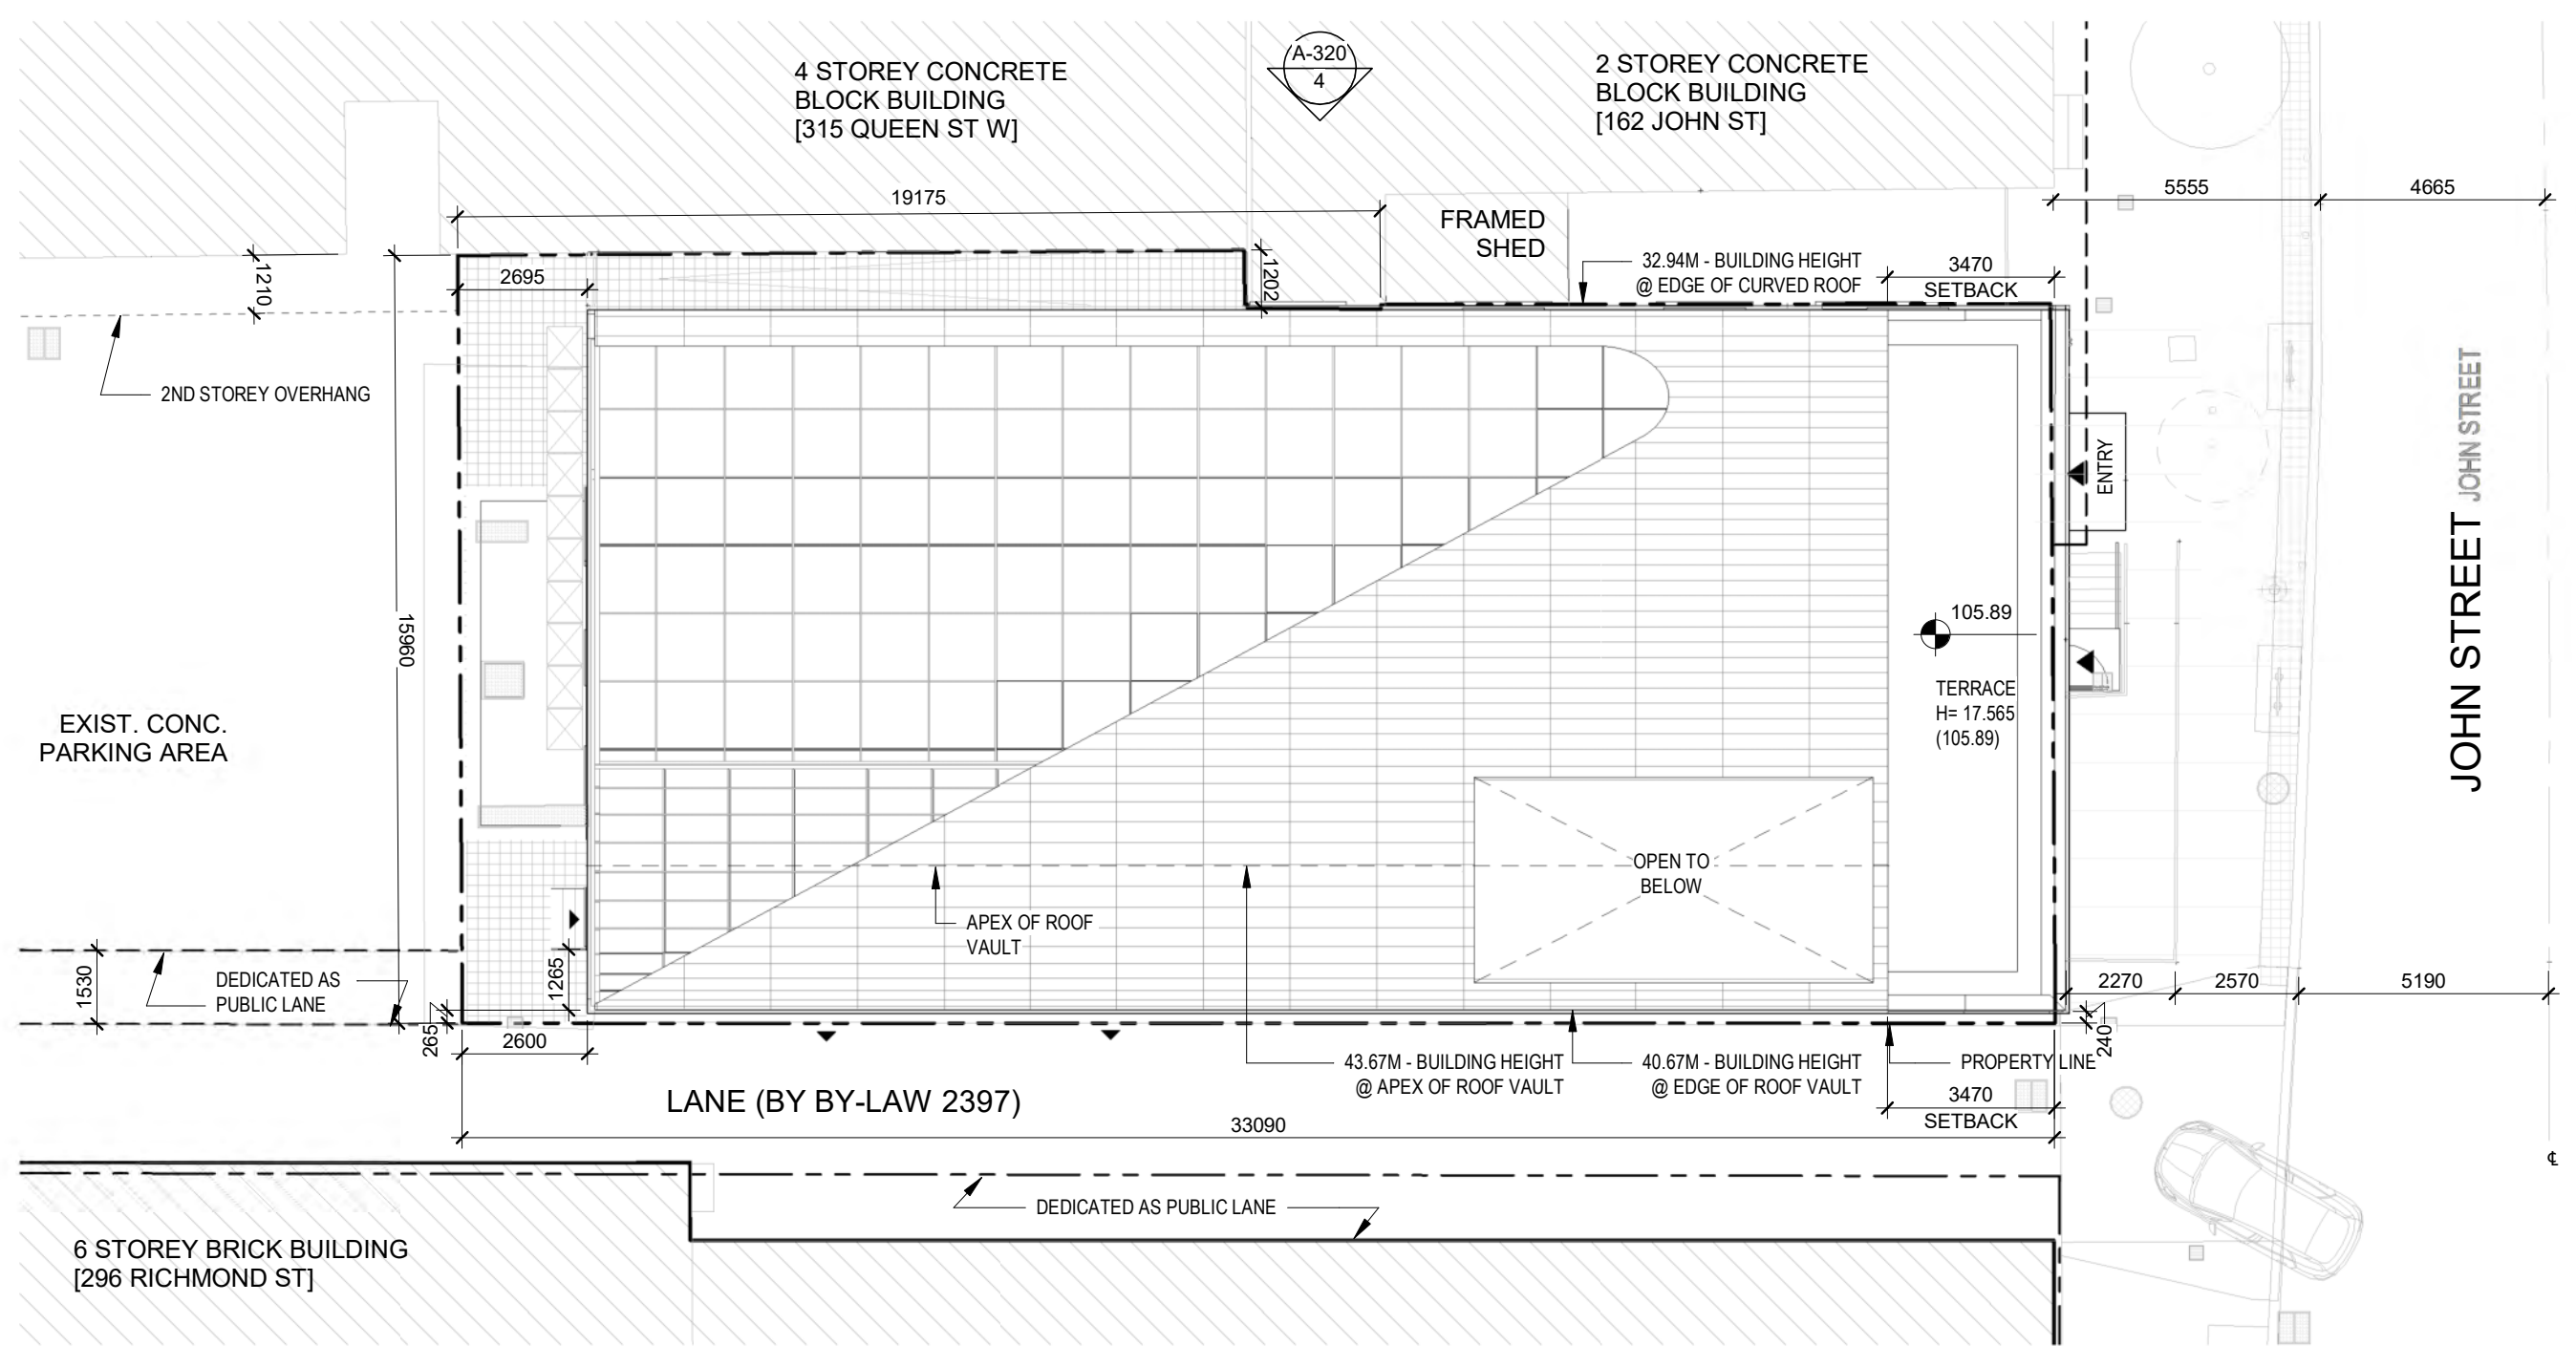 4 STOREY CONCRETE
BLOCK BUILDING
[315 QUEEN ST W]
A-320
4
2 STOREY CONCRETE
BLOCK BUILDING
[162 JOHN ST]
19175
5555
4665
FRAMED
SHED
1210
2695
1202
32.94M - BUILDING HEIGHT
@ EDGE OF CURVED ROOF
3470
SETBACK
2ND STOREY OVERHANG
15960
ENTRY
JOHN STREET
JOHN STREET
105.89
TERRACE
H= 17.565
(105.89)
EXIST. CONC.
PARKING AREA
OPEN TO
BELOW
APEX OF ROOF
VAULT
1530
DEDICATED AS
PUBLIC LANE
1265
265
2600
2270
2570
5190
240
43.67M - BUILDING HEIGHT
@ APEX OF ROOF VAULT
40.67M - BUILDING HEIGHT
@ EDGE OF ROOF VAULT
PROPERTY LINE
3470
SETBACK
LANE (BY BY-LAW 2397)
33090
℄
DEDICATED AS PUBLIC LANE
6 STOREY BRICK BUILDING
[296 RICHMOND ST]